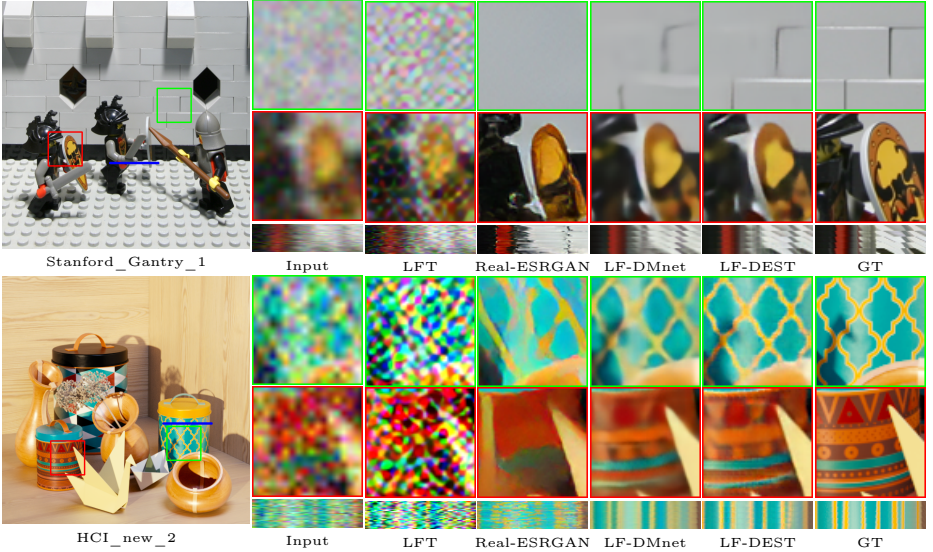 Stanford_Gantry_1
Input LFT Real-ESRGAN LF-DMnet LF-DEST GT
HCI_new_2
Input LFT Real-ESRGAN LF-DMnet LF-DEST GT